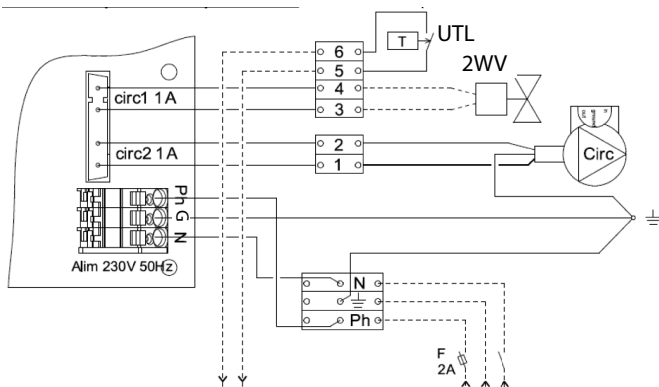 6
T
UTL
5
2WV
circ1 1A
4
3
circ2 1A
2
1
Circ
Ph
G
N
Alim 230V 50Hz
N
Ph
F
2A